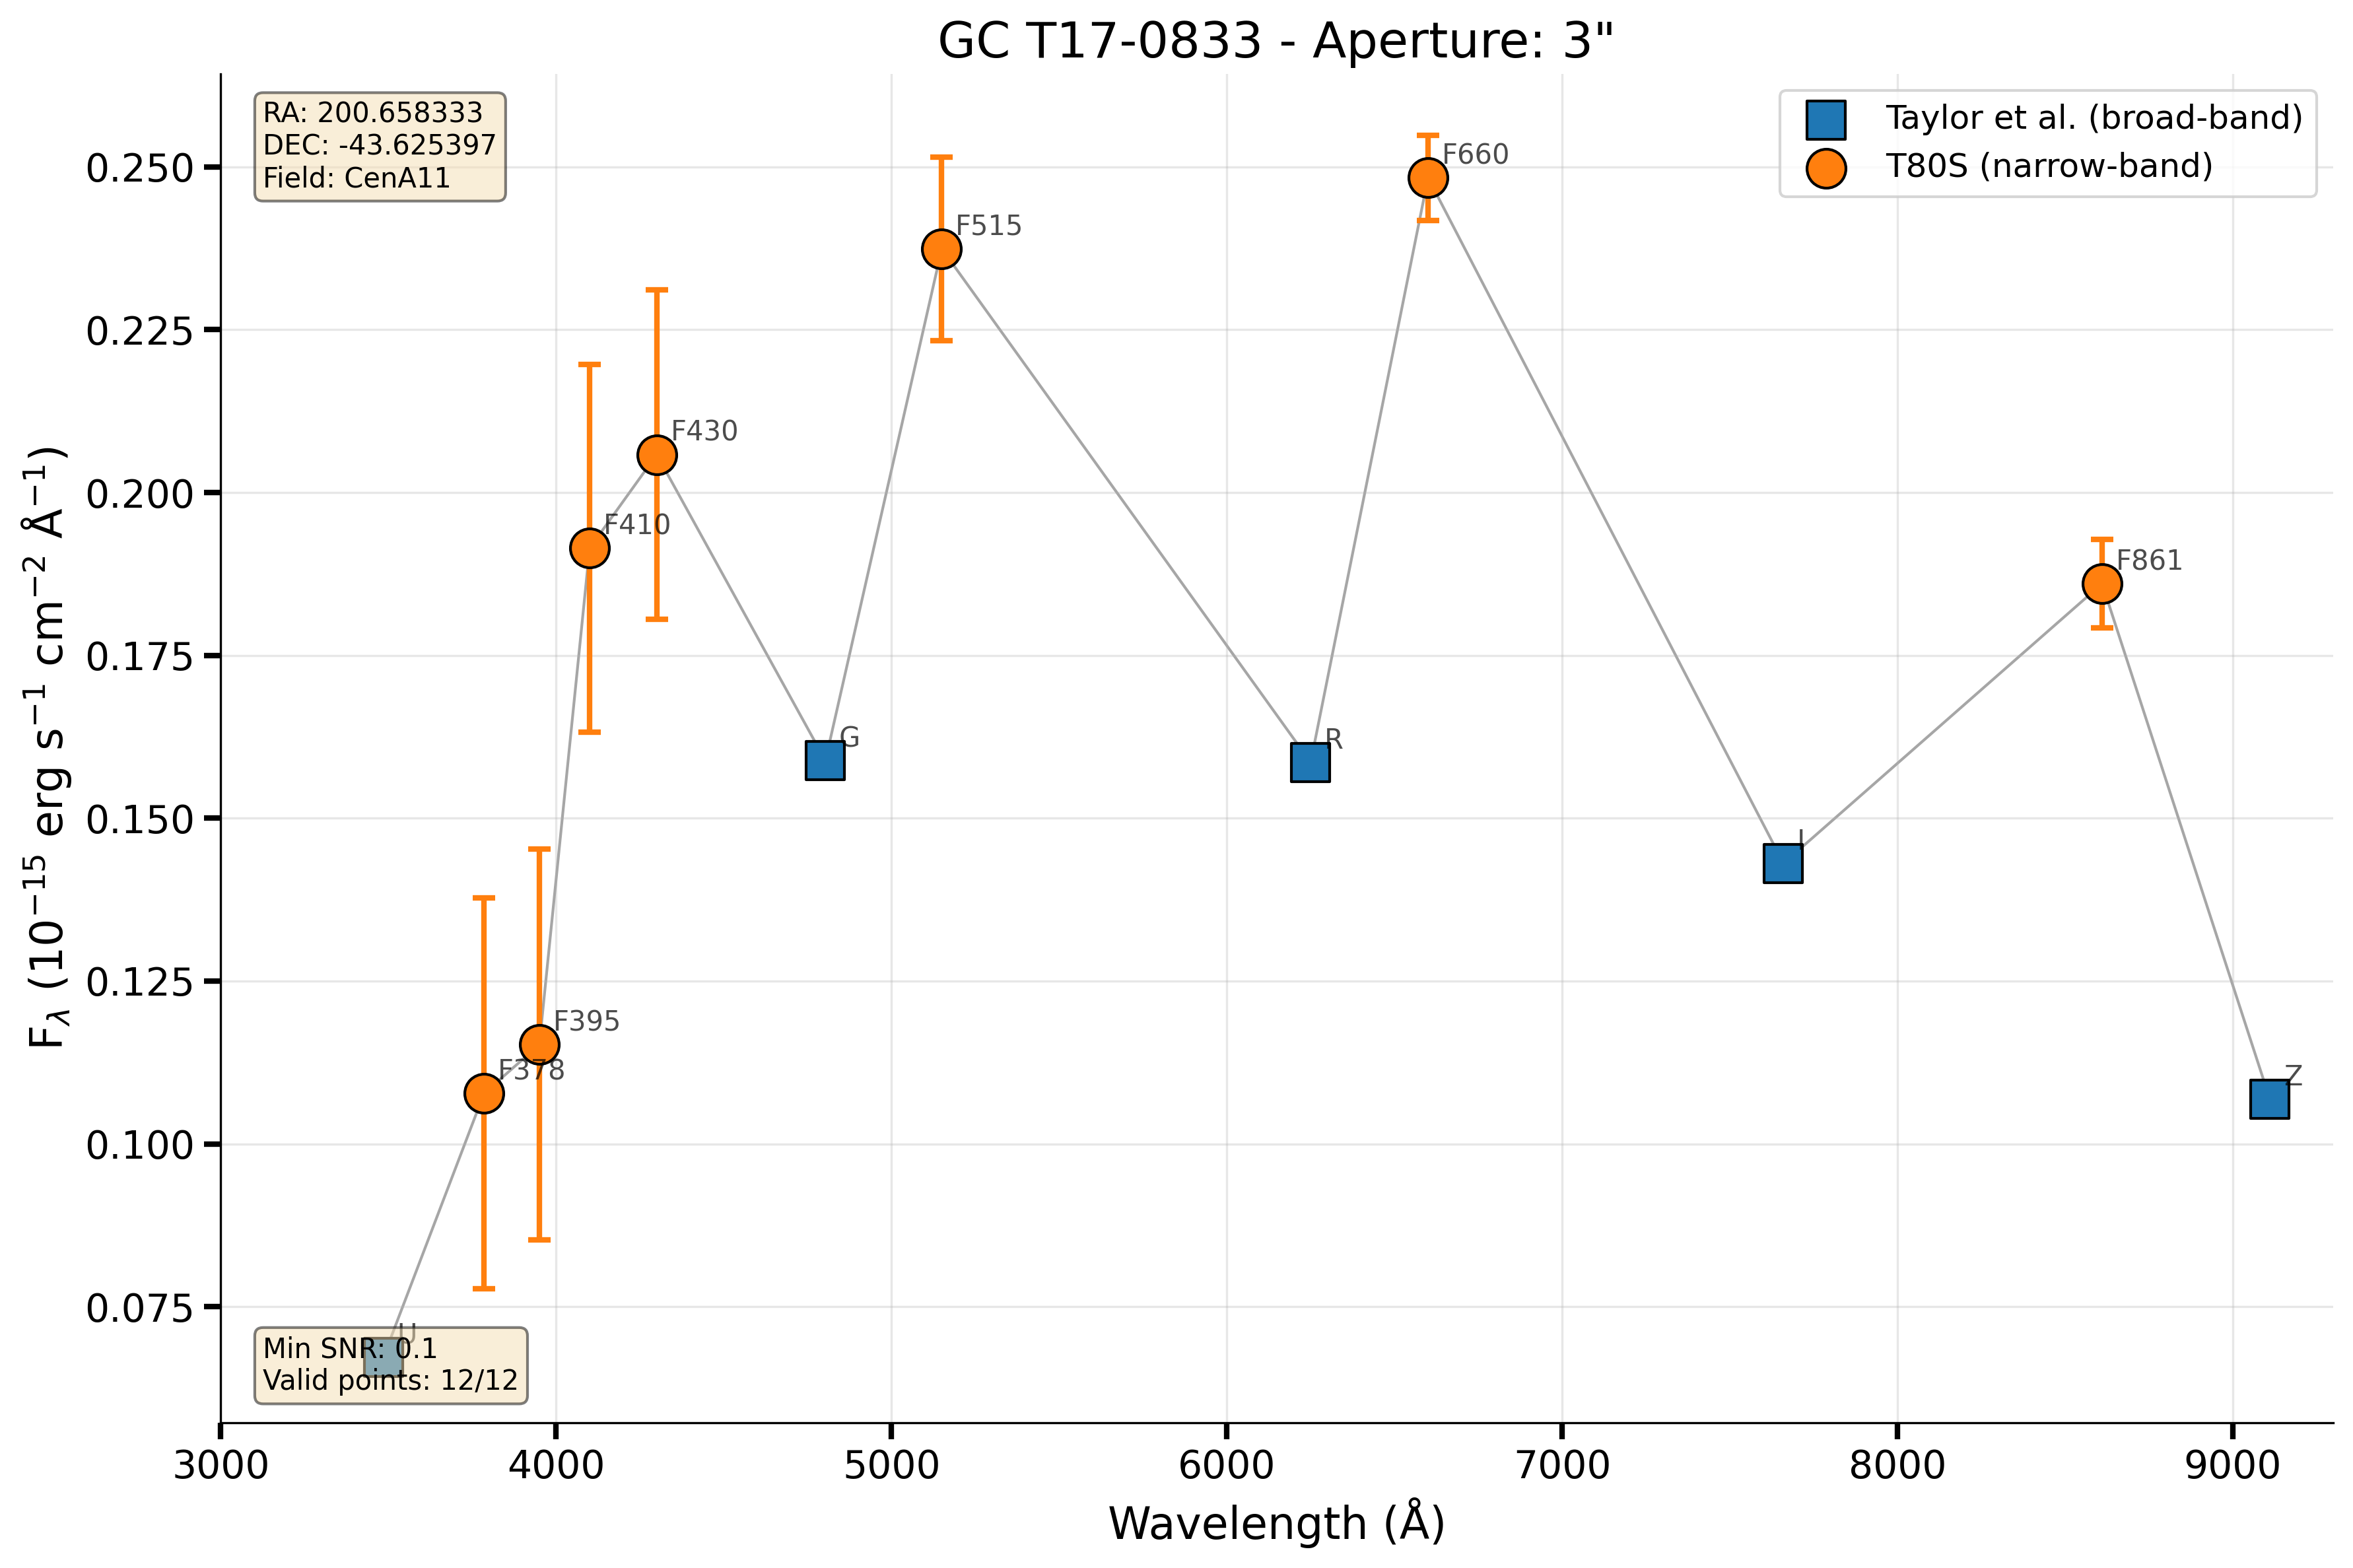 GC T17-0833 - Aperture: 3"
RA: 200.658333
DEC: -43.625397
Field: CenA11
Taylor et al. (broad-band)
T80S (narrow-band)
F660
F515
F430
F410
F861
G
R
I
F395
F378
Z
U
Min SNR: 0.1
Valid points: 12/12
0.250
0.225
0.200
0.175
0.150
0.125
0.100
0.075
F$_{λ}$ (10$^{−15}$ erg s$^{−1}$ cm$^{−2}$ Å$^{−1}$)
3000 4000 5000 6000 7000 8000 9000
Wavelength (Å)